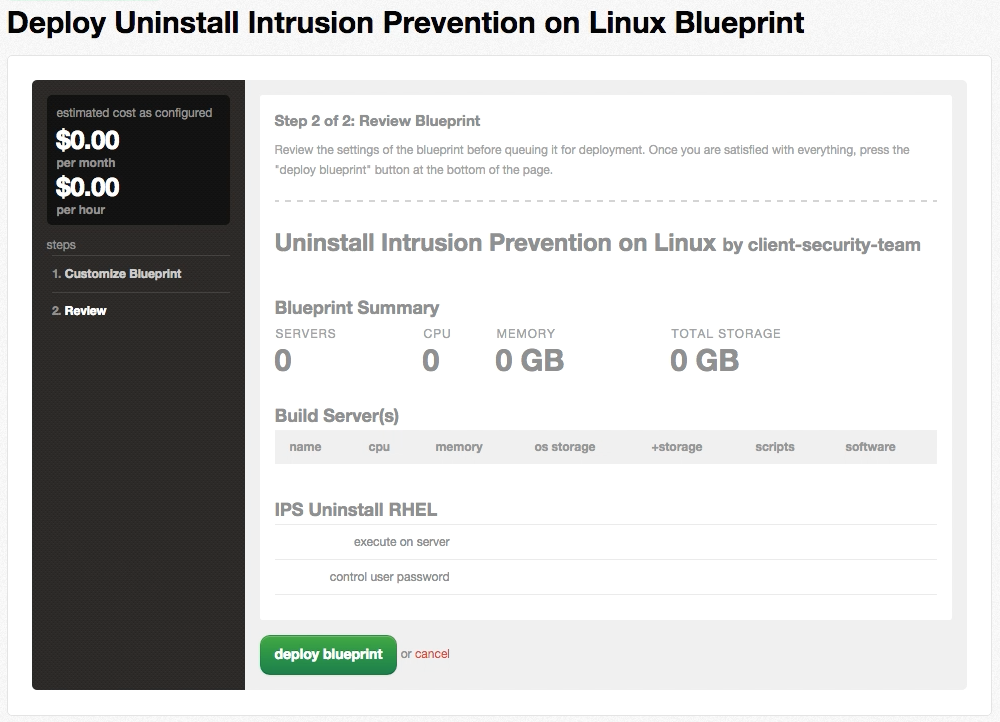 Deploy Uninstall Intrusion Prevention on Linux Blueprint
estimated cost as configured
$0.00
per month
$0.00
per hour
steps
1. Customize Blueprint
2. Review
Step 2 of 2: Review Blueprint
Review the settings of the blueprint before queuing it for deployment. Once you are satisfied with everything, press the
"deploy blueprint" button at the bottom of the page.
Uninstall Intrusion Prevention on Linux by client-security-team
Blueprint Summary
SERVERS CPU MEMORY TOTAL STORAGE
0 0 0 GB 0 GB
Build Server(s)
name cpu memory os storage +storage scripts software
IPS Uninstall RHEL
execute on server
control user password
deploy blueprint or cancel